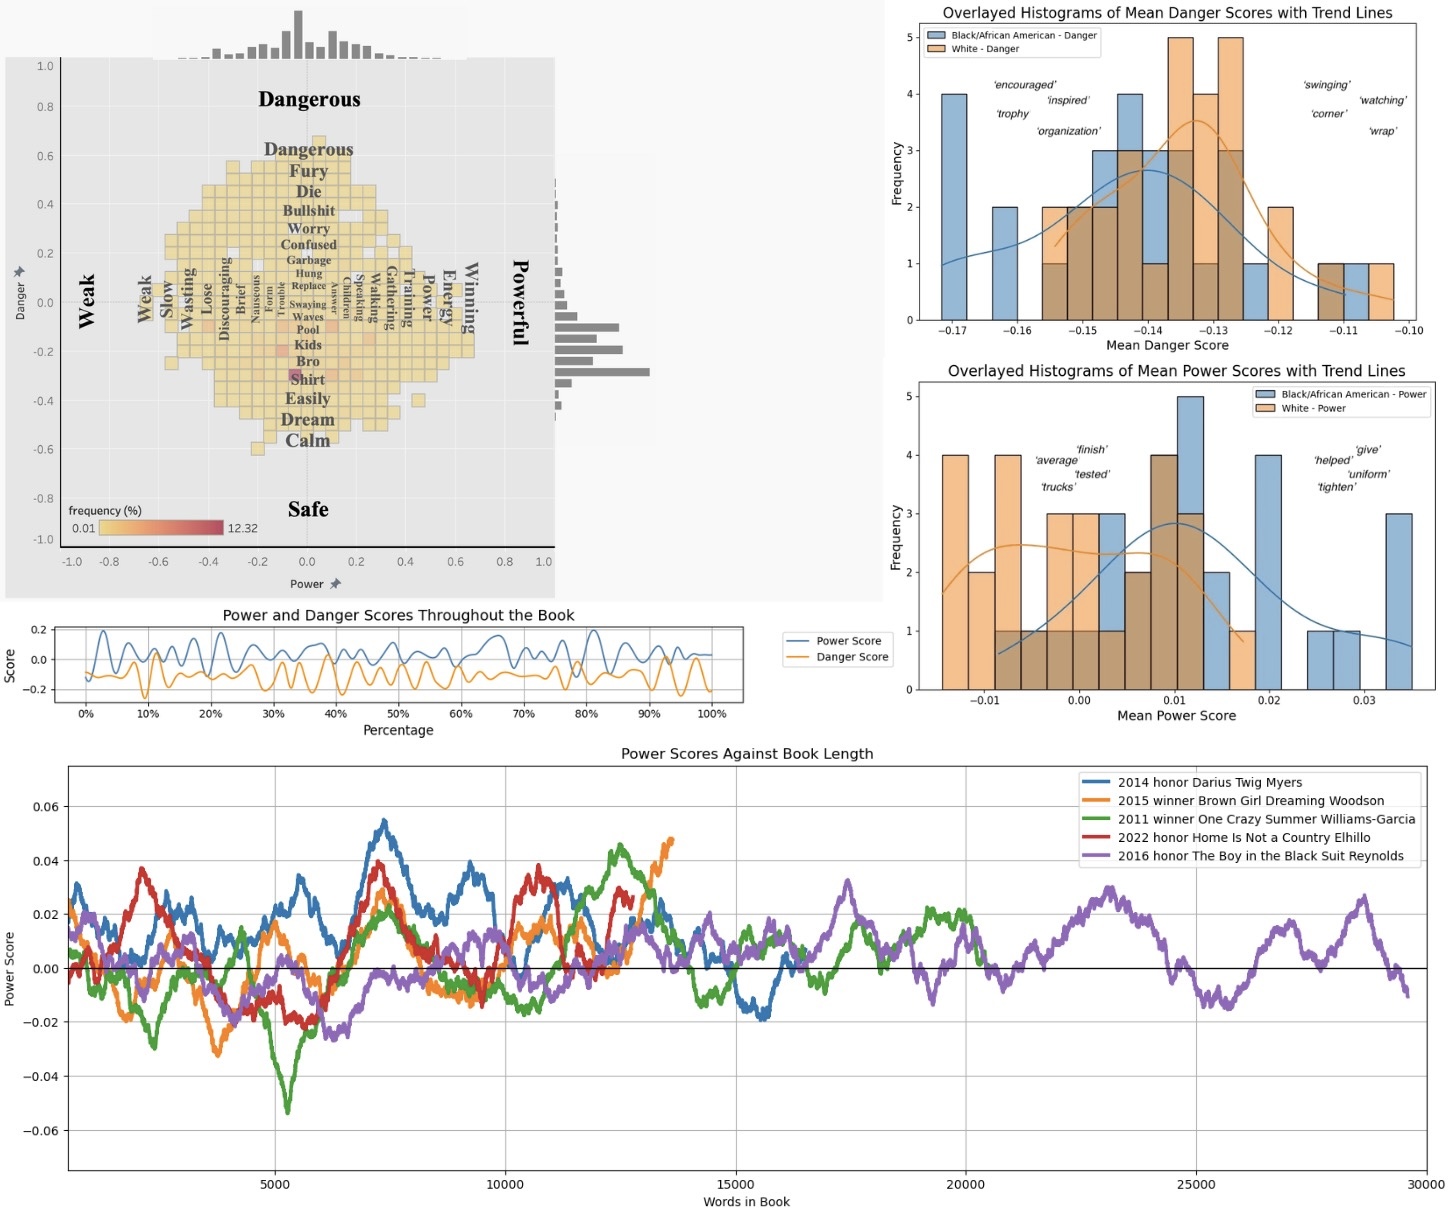 Dangerous
1.0
0.8
0.6
0.4
0.2
0.0
-0.2
-0.4
-0.6
-0.8
-1.0
Danger
Dangerous
Fury
Die
Bullshit
Worry
Confused
Garbage
Hung
Replace
Swaying
Waves
Pool
Kids
Bro
Shirt
Easily
Dream
Calm
Weak
Weak
Slow
Wasting
Lose
Discouraging
Brief
Nauseous
Form
Trouble
Answer
Children
Speaking
Walking
Gathering
Training
Power
Energy
Winning
Powerful
Safe
frequency (%)
0.01 12.32
-1.0 -0.8 -0.6 -0.4 -0.2 0.0 0.2 0.4 0.6 0.8 1.0
Power
Overlayed Histograms of Mean Danger Scores with Trend Lines
Black/African American - Danger
White - Danger
'encouraged'
'inspired'
'trophy
'organization'
'swinging'
'watching'
'corner'
'wrap'
5
4
3
2
1
0
Frequency
−0.17 −0.16 −0.15 −0.14 −0.13 −0.12 −0.11 −0.10
Mean Danger Score
Overlayed Histograms of Mean Power Scores with Trend Lines
Black/African American - Power
White - Power
'finish'
'average'
'tested'
'trucks'
'give'
'helped'
'uniform'
'tighten'
5
4
3
2
1
0
Frequency
−0.01 0.00 0.01 0.02 0.03
Mean Power Score
Power and Danger Scores Throughout the Book
0.2
0.0
−0.2
Score
Power Score
Danger Score
0% 10% 20% 30% 40% 50% 60% 70% 80% 90% 100%
Percentage
Power Scores Against Book Length
2014 honor Darius Twig Myers
2015 winner Brown Girl Dreaming Woodson
2011 winner One Crazy Summer Williams-Garcia
2022 honor Home Is Not a Country Elhillo
2016 honor The Boy in the Black Suit Reynolds
0.06
0.04
0.02
0.00
−0.02
−0.04
−0.06
Power Score
5000 10000 15000 20000 25000 30000
Words in Book